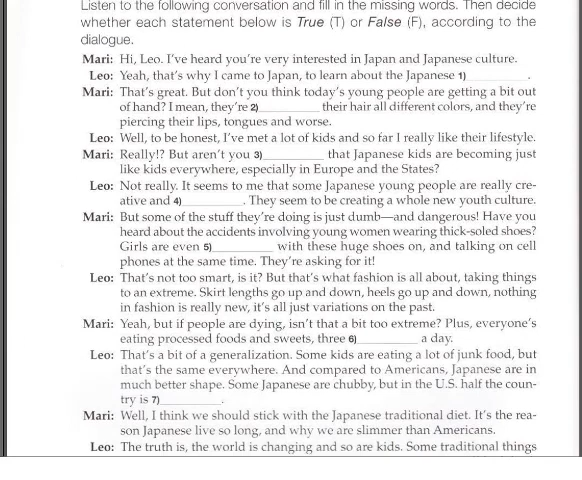 Listen to the following conversation and fill in the missing words. Then decide
whether each statement below is True (T) or False (F), according to the
dialogue.
Mari: Hi, Leo. I've heard you're very interested in Japan and Japanese culture.
Leo: Yeah, that's why I came to Japan, to learn about the Japanese 1)__________ .
Mari: That's great. But don't you think today's young people are getting a bit out
of hand? I mean, they're 2)__________ their hair all different colors, and they're
piercing their lips, tongues and worse.
Leo: Well, to be honest, I've met a lot of kids and so far I really like their lifestyle.
Mari: Really!? But aren't you 3)__________ that Japanese kids are becoming just
like kids everywhere, especially in Europe and the States?
Leo: Not really. It seems to me that some Japanese young people are really cre-
ative and 4)__________ . They seem to be creating a whole new youth culture.
Mari: But some of the stuff they're doing is just dumb—and dangerous! Have you
heard about the accidents involving young women wearing thick-soled shoes?
Girls are even 5)__________ with these huge shoes on, and talking on cell
phones at the same time. They're asking for it!
Leo: That's not too smart, is it? But that's what fashion is all about, taking things
to an extreme. Skirt lengths go up and down, heels go up and down, nothing
in fashion is really new, it's all just variations on the past.
Mari: Yeah, but if people are dying, isn't that a bit too extreme? Plus, everyone's
eating processed foods and sweets, three 6)__________ a day.
Leo: That's a bit of a generalization. Some kids are eating a lot of junk food, but
that's the same everywhere. And compared to Americans, Japanese are in
much better shape. Some Japanese are chubby, but in the U.S. half the coun-
try is 7)__________ .
Mari: Well, I think we should stick with the Japanese traditional diet. It's the rea-
son Japanese live so long, and why we are slimmer than Americans.
Leo: The truth is, the world is changing and so are kids. Some traditional things